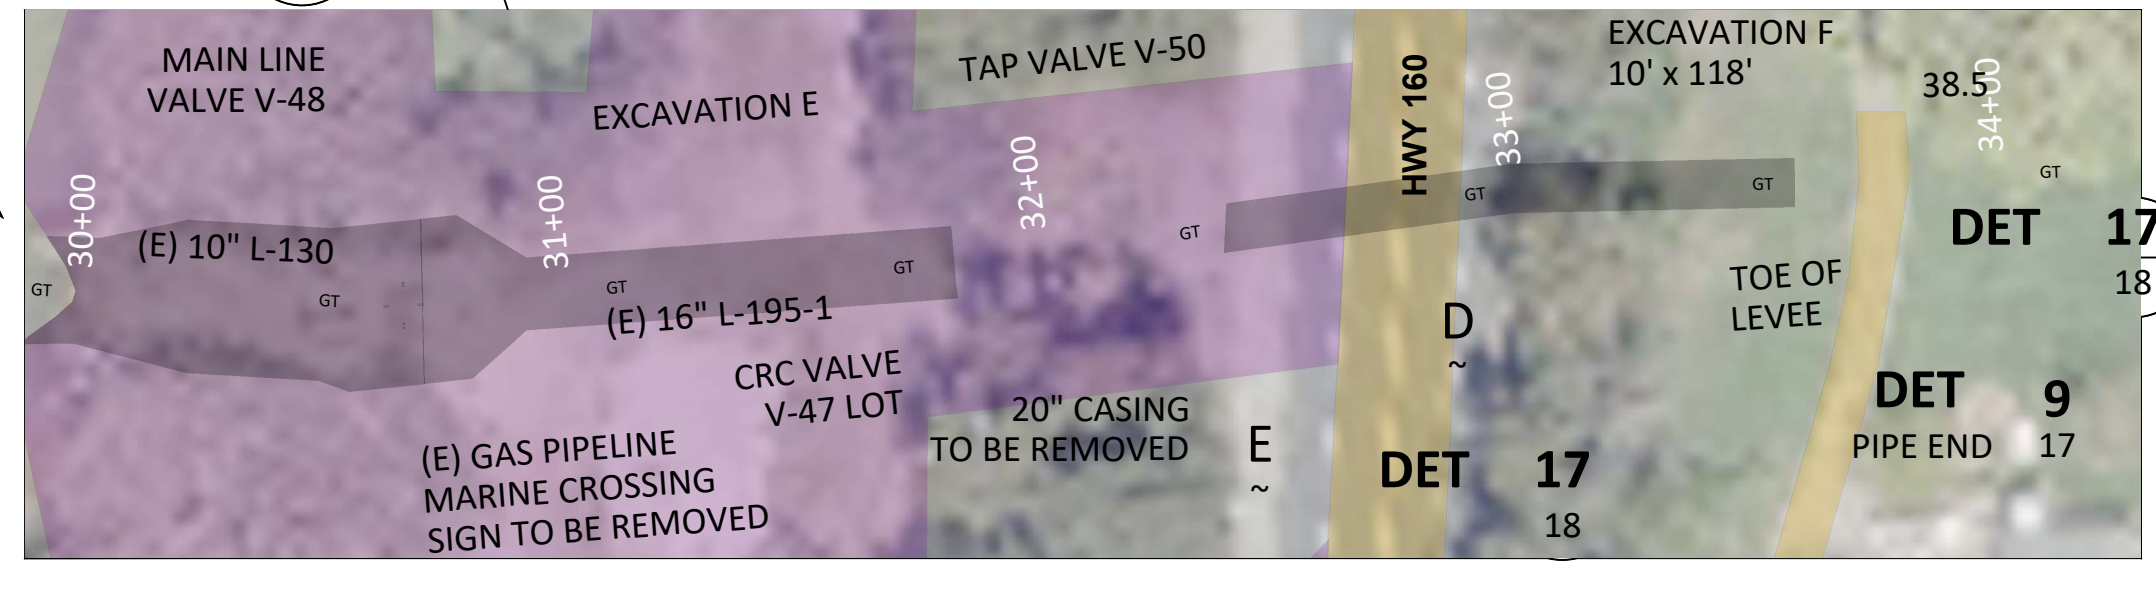 MAIN LINE
VALVE V-48
EXCAVATION E
TAP VALVE V-50
HWY 160
EXCAVATION F
10' x 118'
38.5
30+00
31+00
32+00
33+00
34+00
(E) 10" L-130
GT
GT
GT
GT
GT
GT
GT
GT
(E) 16" L-195-1
CRC VALVE
V-47 LOT
(E) GAS PIPELINE
MARINE CROSSING
SIGN TO BE REMOVED
20" CASING
TO BE REMOVED
E
~
D
~
TOE OF
LEVEE
DET 17
18
DET 9
PIPE END 17
DET 17
18